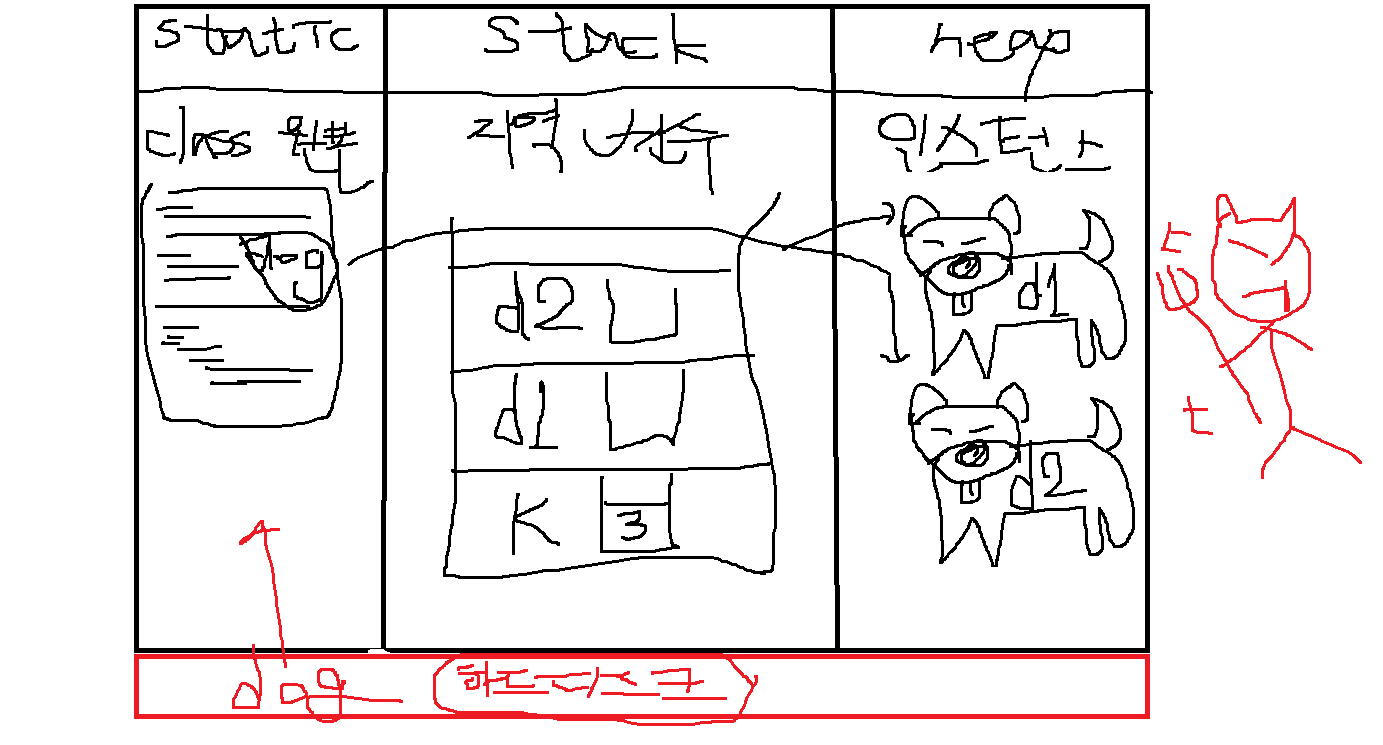 static
stack
heap
class 원본
지역 변수
인스턴스
dog
d2
d1
K 3
d1
d2
dog
하드디스크